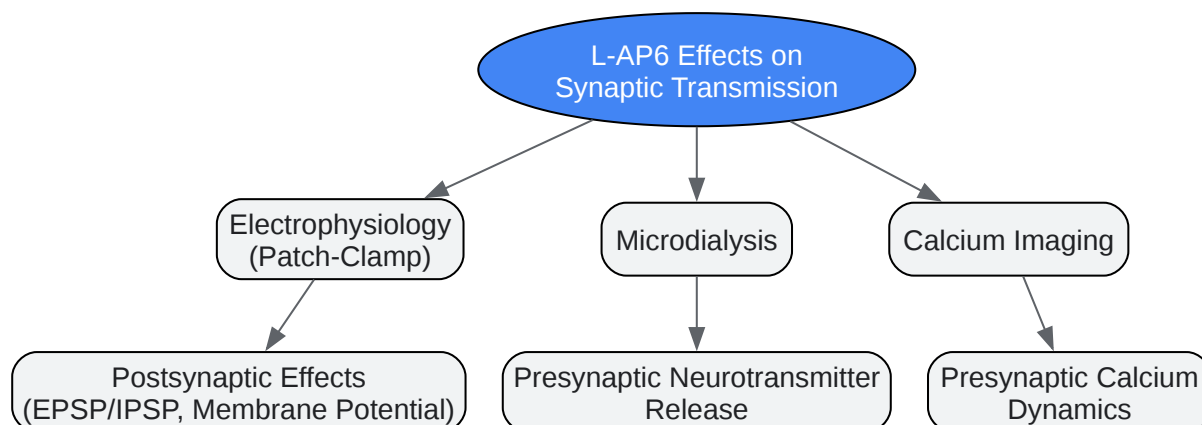 L-AP6 Effects on
Synaptic Transmission
Electrophysiology
(Patch-Clamp)
Microdialysis
Calcium Imaging
Postsynaptic Effects
(EPSP/IPSP, Membrane Potential)
Presynaptic Neurotransmitter
Release
Presynaptic Calcium
Dynamics